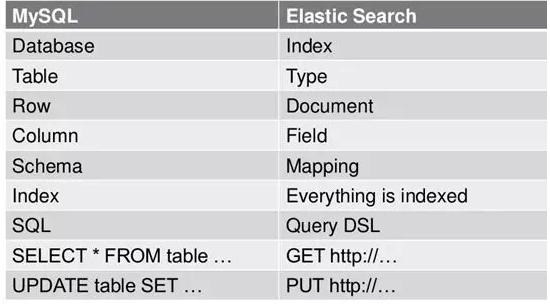 MySQL Elastic Search
Database Index
Table Type
Row Document
Column Field
Schema Mapping
Index Everything is indexed
SQL Query DSL
SELECT * FROM table … GET http://…
UPDATE table SET … PUT http://…